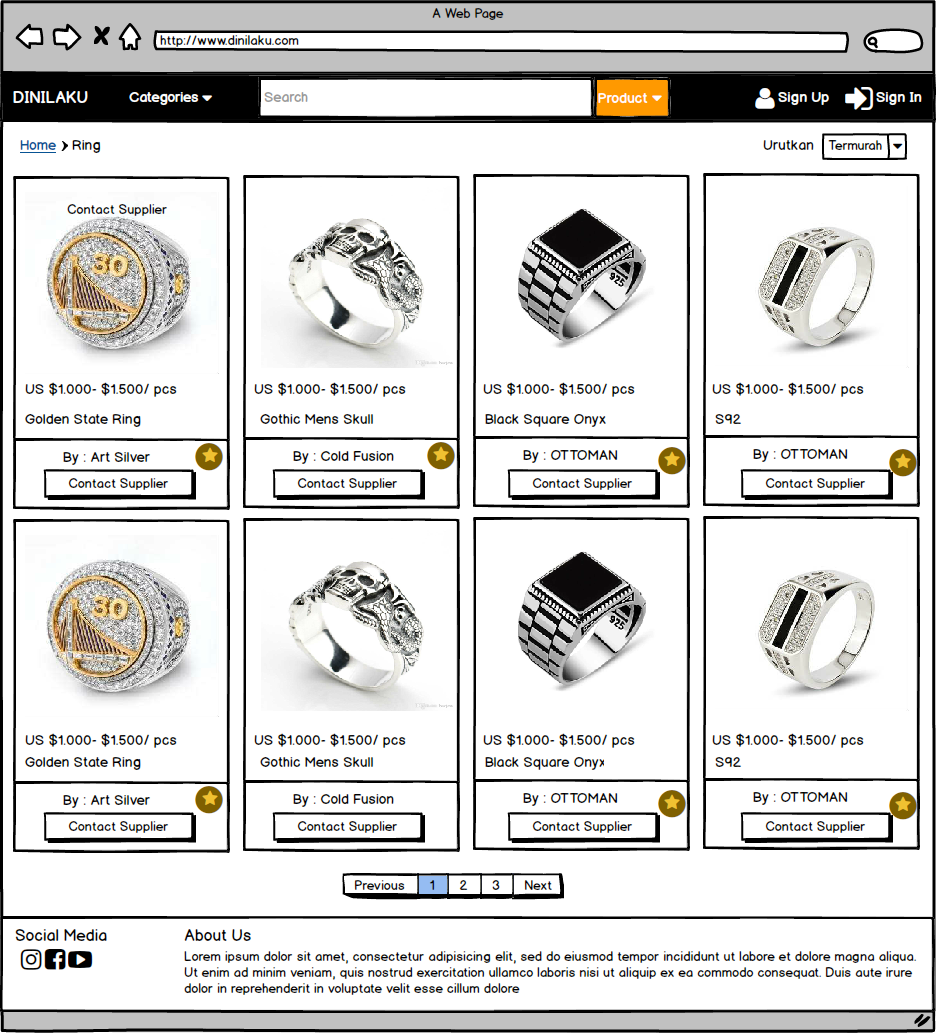 A Web Page
http://www.dinilaku.com
DINILAKU Categories Search Product Sign Up Sign In
Home Ring Urutkan Termurah
Contact Supplier
30
925
US $1.000- $1.500/ pcs US $1.000- $1.500/ pcs US $1.000- $1.500/ pcs US $1.000- $1.500/ pcs
Golden State Ring Gothic Mens Skull Black Square Onyx S92
By : Art Silver By : Cold Fusion By : OTTOMAN By : OTTOMAN
Contact Supplier Contact Supplier Contact Supplier Contact Supplier
30
925
US $1.000- $1.500/ pcs US $1.000- $1.500/ pcs US $1.000- $1.500/ pcs US $1.000- $1.500/ pcs
Golden State Ring Gothic Mens Skull Black Square Onyx S92
By : Art Silver By : Cold Fusion By : OTTOMAN By : OTTOMAN
Contact Supplier Contact Supplier Contact Supplier Contact Supplier
Previous 1 2 3 Next
Social Media About Us
Lorem ipsum dolor sit amet, consectetur adipisicing elit, sed do eiusmod tempor incididunt ut labore et dolore magna aliqua.
Ut enim ad minim veniam, quis nostrud exercitation ullamco laboris nisi ut aliquip ex ea commodo consequat. Duis aute irure
dolor in reprehenderit in voluptate velit esse cillum dolore